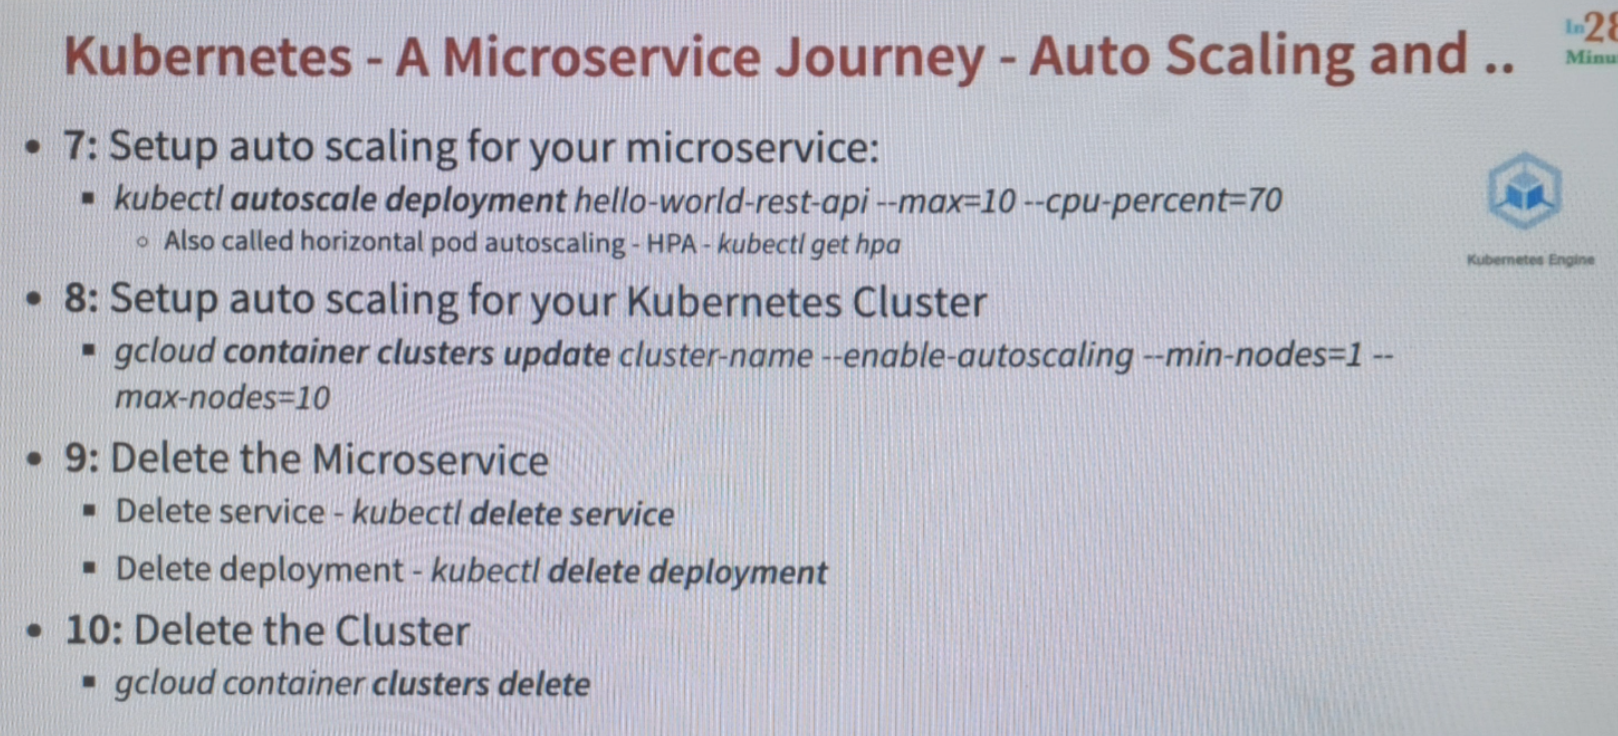 Kubernetes - A Microservice Journey - Auto Scaling and ..
In28
Minu
• 7: Setup auto scaling for your microservice:
▪ kubectl autoscale deployment hello-world-rest-api --max=10 --cpu-percent=70
◦ Also called horizontal pod autoscaling - HPA - kubectl get hpa
Kubernetes Engine
• 8: Setup auto scaling for your Kubernetes Cluster
▪ gcloud container clusters update cluster-name --enable-autoscaling --min-nodes=1 --
max-nodes=10
• 9: Delete the Microservice
▪ Delete service - kubectl delete service
▪ Delete deployment - kubectl delete deployment
• 10: Delete the Cluster
▪ gcloud container clusters delete